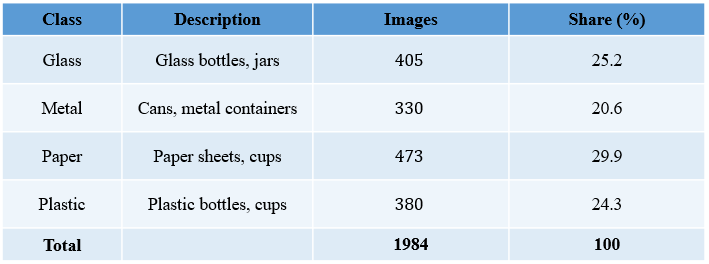 Class Description Images Share (%)
Glass Glass bottles, jars 405 25.2
Metal Cans, metal containers 330 20.6
Paper Paper sheets, cups 473 29.9
Plastic Plastic bottles, cups 380 24.3
Total 1984 100